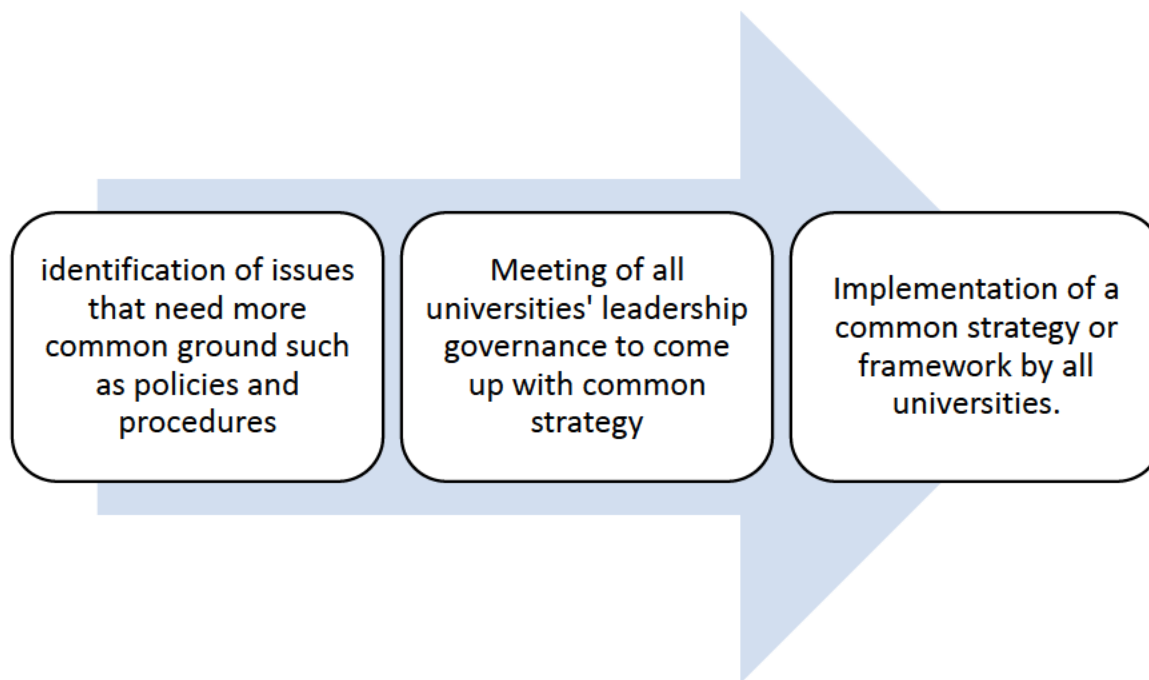 identification of issues
that need more
common ground such
as policies and
procedures
Meeting of all
universities' leadership
governance to come
up with common
strategy
Implementation of a
common strategy or
framework by all
universities.